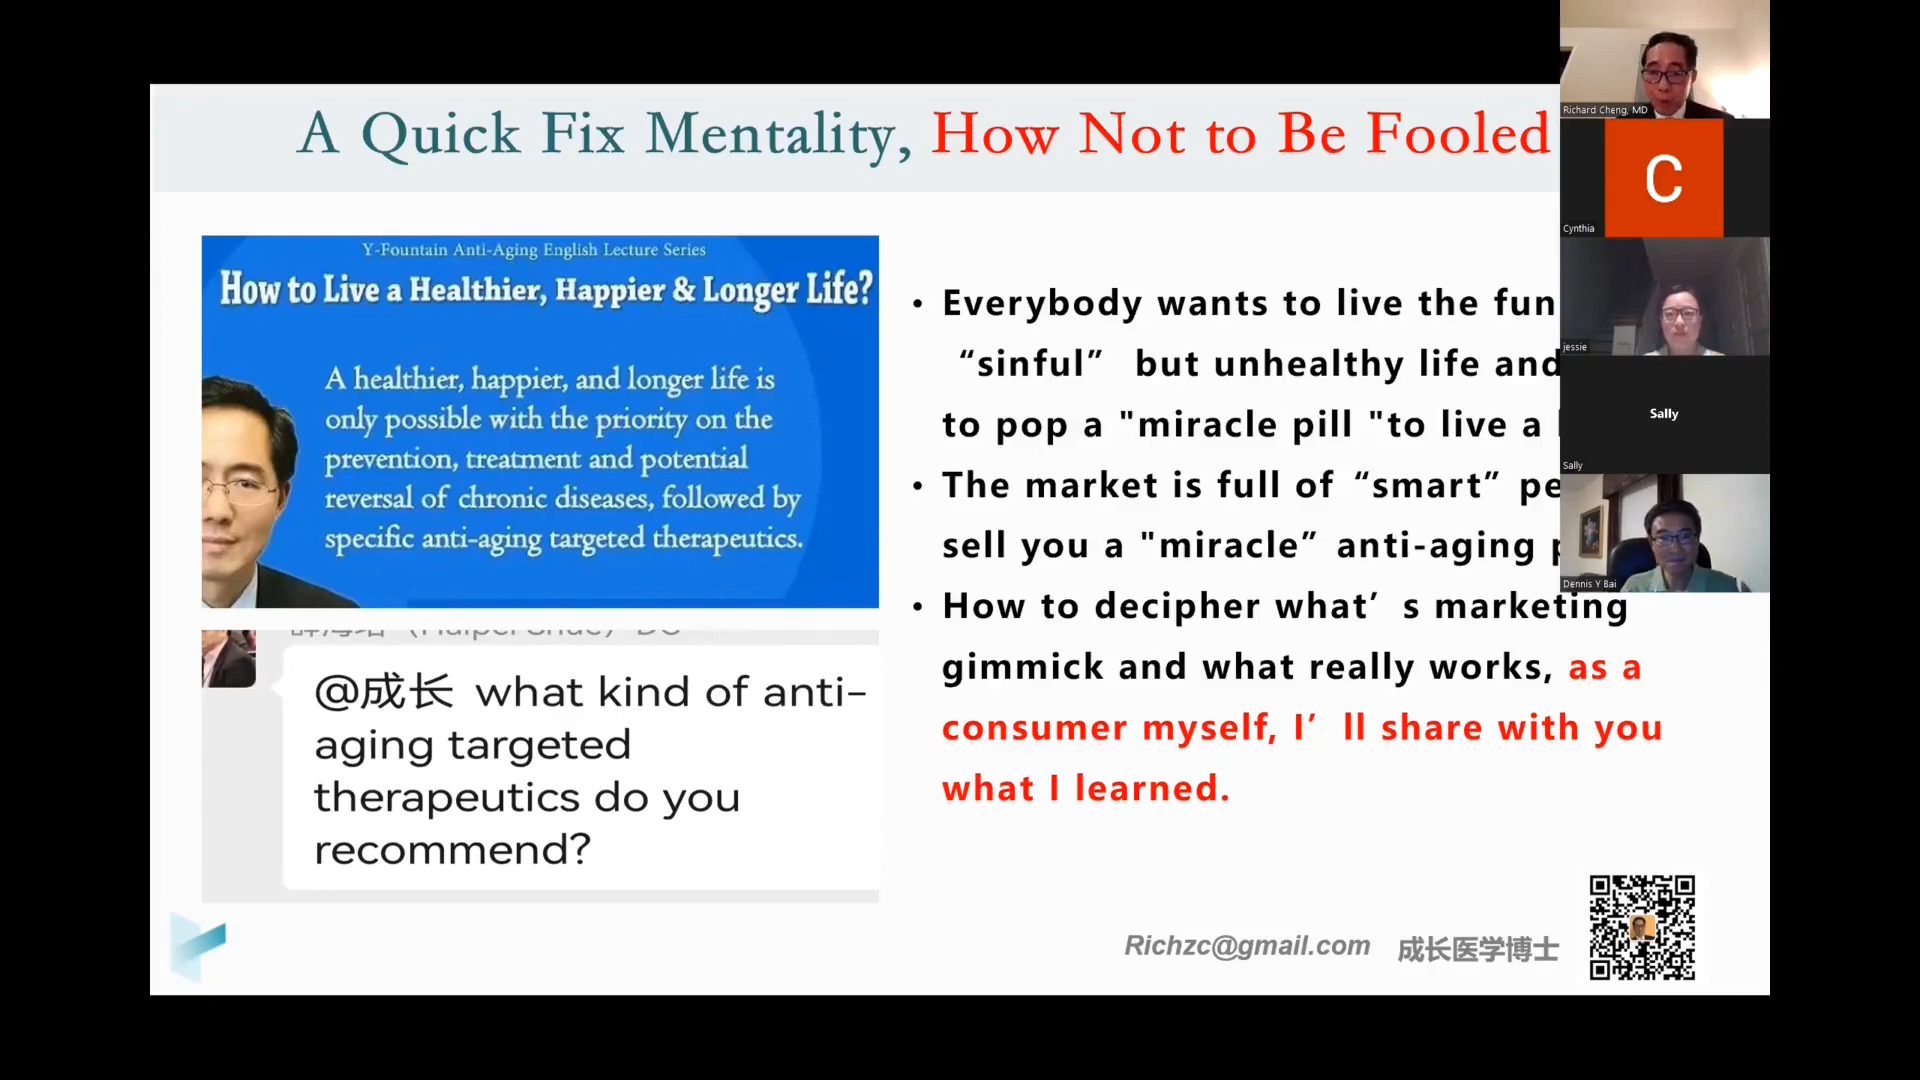 A Quick Fix Mentality, How Not to Be Fooled
Y-Fountain Anti-Aging English Lecture Series
How to Live a Healthier, Happier & Longer Life?
A healthier, happier, and longer life is
only possible with the priority on the
prevention, treatment and potential
reversal of chronic diseases, followed by
specific anti-aging targeted therapeutics.
@成长 what kind of anti-
aging targeted
therapeutics do you
recommend?
• Everybody wants to live the fun
“sinful” but unhealthy life and
to pop a "miracle pill "to live a
• The market is full of “smart”
sell you a "miracle” anti-aging
• How to decipher what’s marketing
gimmick and what really works, as a
consumer myself, I’ll share with you
what I learned.
Richzc@gmail.com 成长医学博士
Richard Cheng, MD
C
Cynthia
jessie
Sally
Sally
Dennis Y Bai